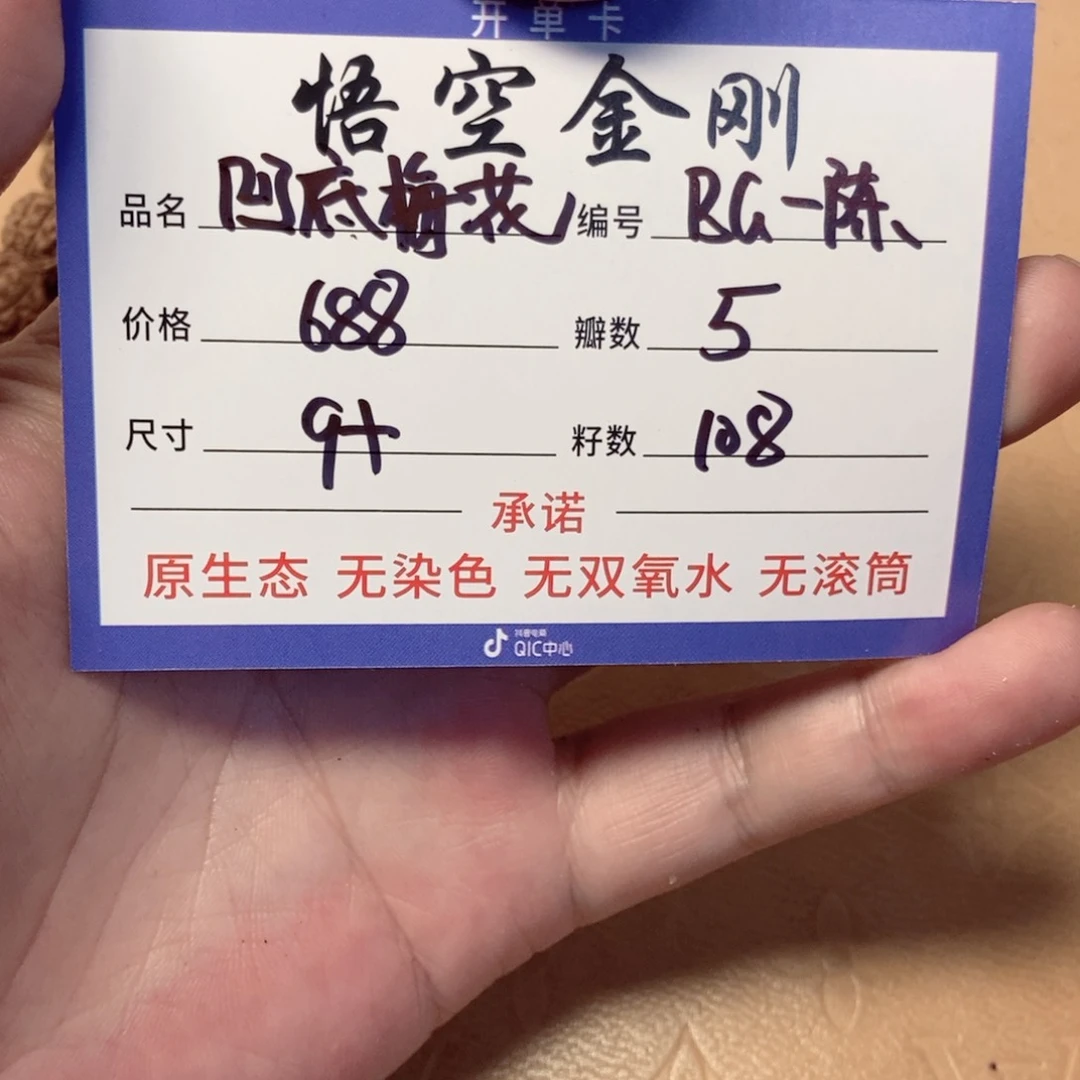 开单卡
悟空金刚
品名 凹底梅花 编号 BG-陈
价格 688 瓣数 5
尺寸 9+ 籽数 108
承诺
原生态 无染色 无双氧水 无滚筒
抖音电商
QIC中心